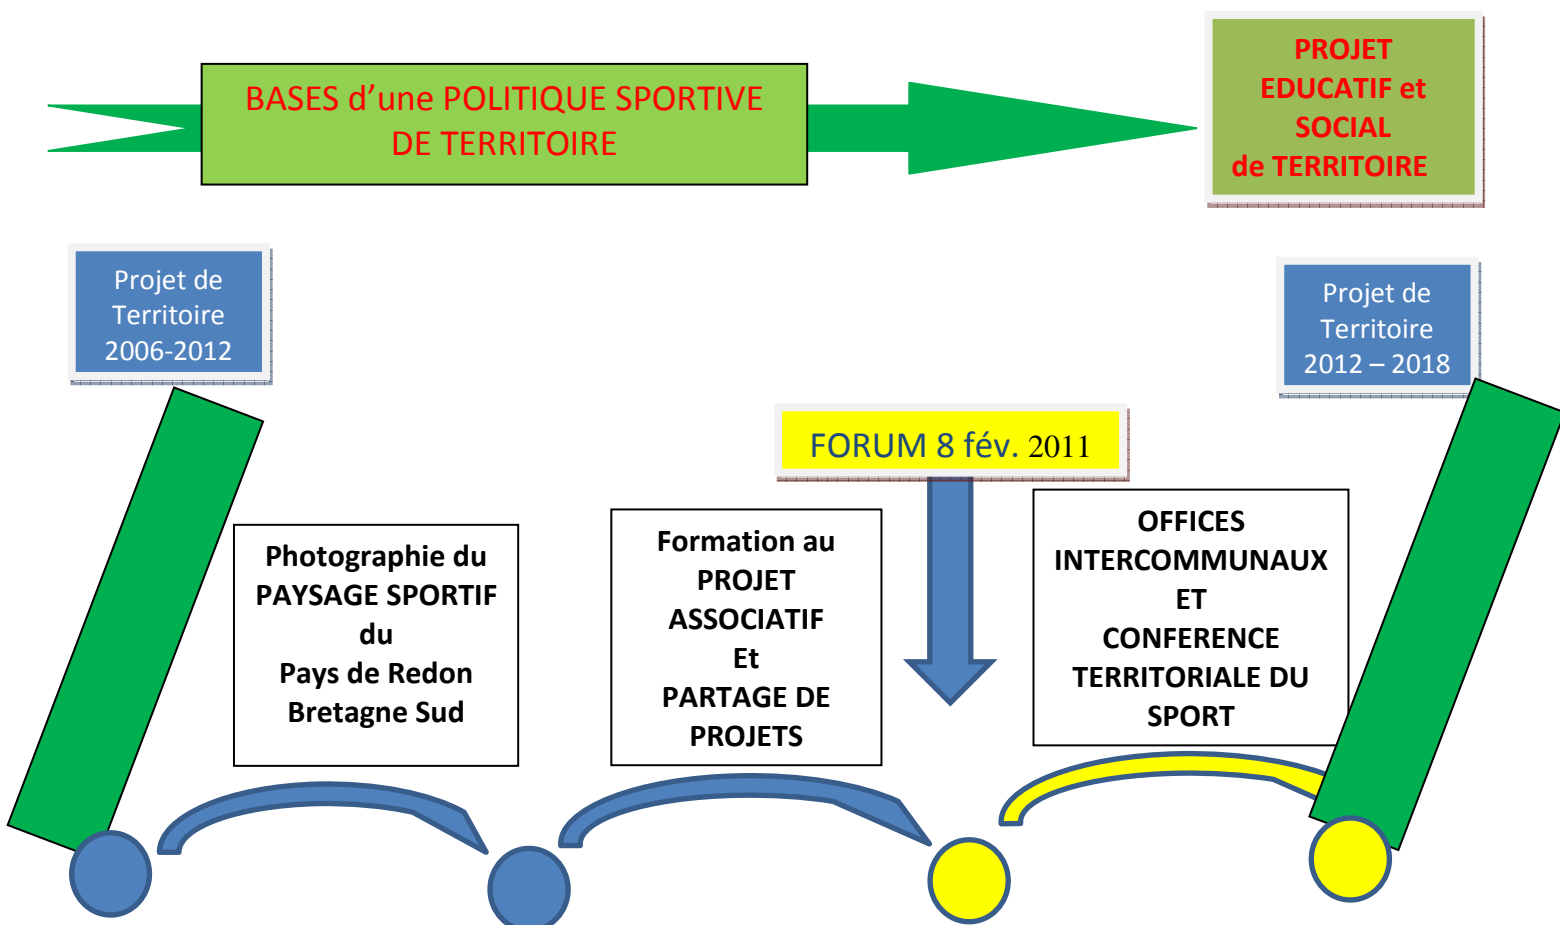 BASES d’une POLITIQUE SPORTIVE
DE TERRITOIRE
PROJET
EDUCATIF et
SOCIAL
de TERRITOIRE
Projet de
Territoire
2006-2012
Projet de
Territoire
2012 – 2018
FORUM 8 fév. 2011
Photographie du
PAYSAGE SPORTIF
du
Pays de Redon
Bretagne Sud
Formation au
PROJET
ASSOCIATIF
Et
PARTAGE DE
PROJETS
OFFICES
INTERCOMMUNAUX
ET
CONFERENCE
TERRITORIALE DU
SPORT